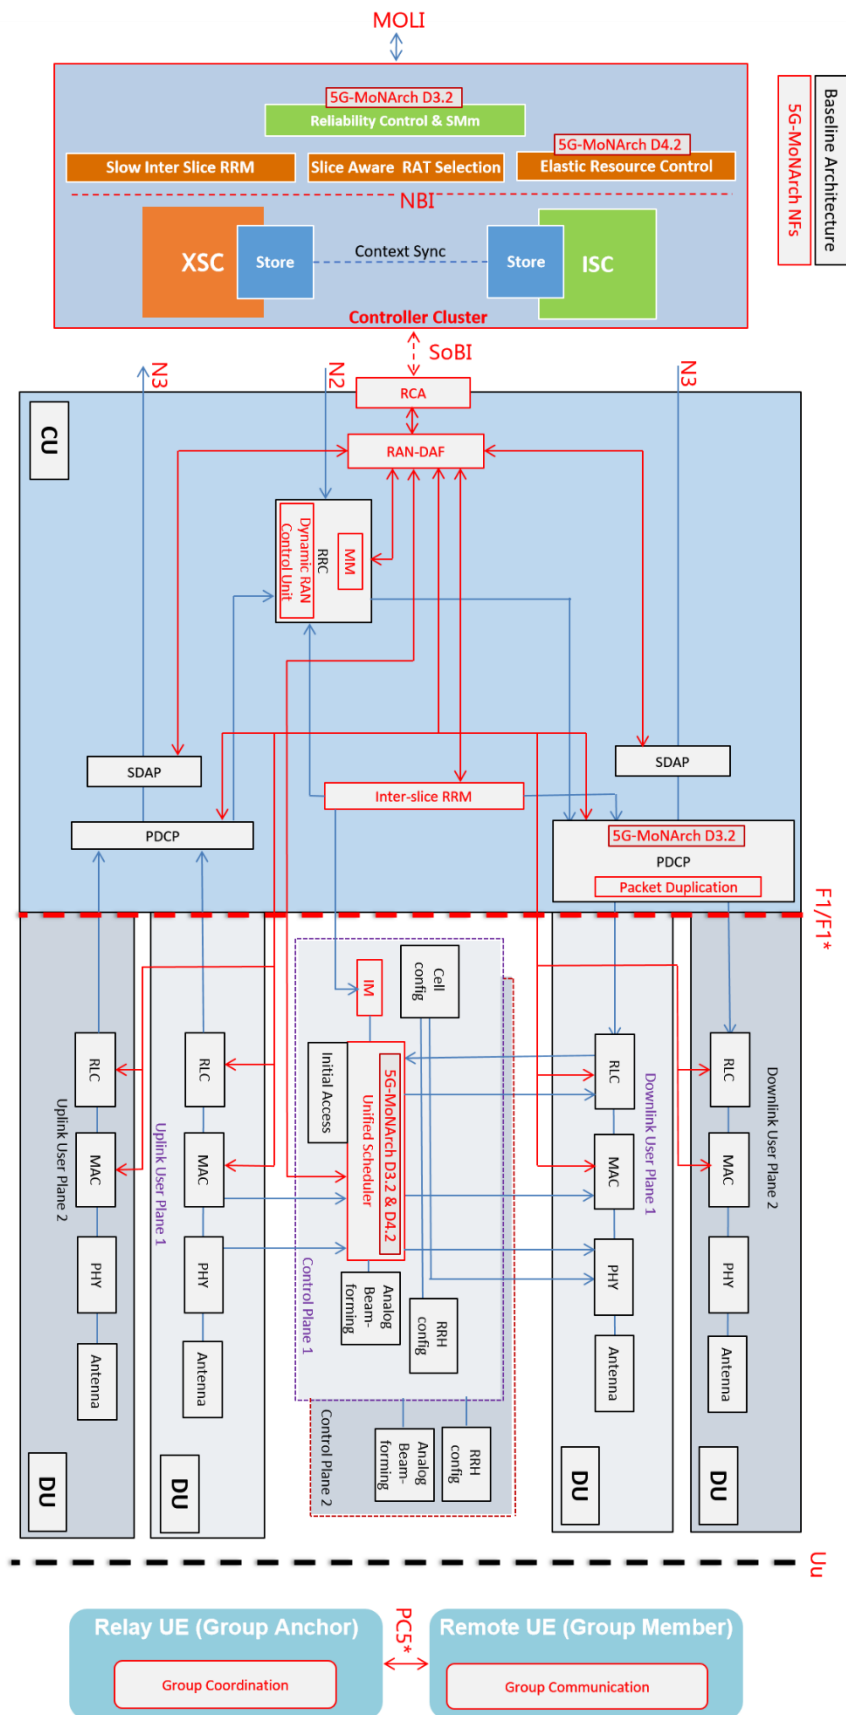 MOLI
5G-MoNArch D3.2
Reliability Control & SMm
5G-MoNArch D4.2
Slow Inter Slice RRM
Slice Aware RAT Selection
Elastic Resource Control
NBI
XSC
Store
Context Sync
Store
ISC
Controller Cluster
5G-MoNArch NFs
Baseline Architecture
SoBI
N3
N2
N3
RCA
CU
RAN-DAF
MM
RRC
Dynamic RAN
Control Unit
SDAP
SDAP
Inter-slice RRM
PDCP
5G-MoNArch D3.2
PDCP
Packet Duplication
F1/F1*
IM
Cell
config
RLC
RLC
Initial Access
5G-MoNArch D3.2 & D4.2
Unified Scheduler
RLC
RLC
Uplink User Plane 2
Uplink User Plane 1
Downlink User Plane 1
Downlink User Plane 2
MAC
MAC
MAC
MAC
PHY
PHY
PHY
PHY
Control Plane 1
Analog
Beam-
forming
RRH
config
Antenna
Antenna
Antenna
Antenna
Control Plane 2
Analog
Beam-
forming
RRH
config
DU
DU
DU
DU
Uu
Relay UE (Group Anchor)
PC5*
Remote UE (Group Member)
Group Coordination
Group Communication